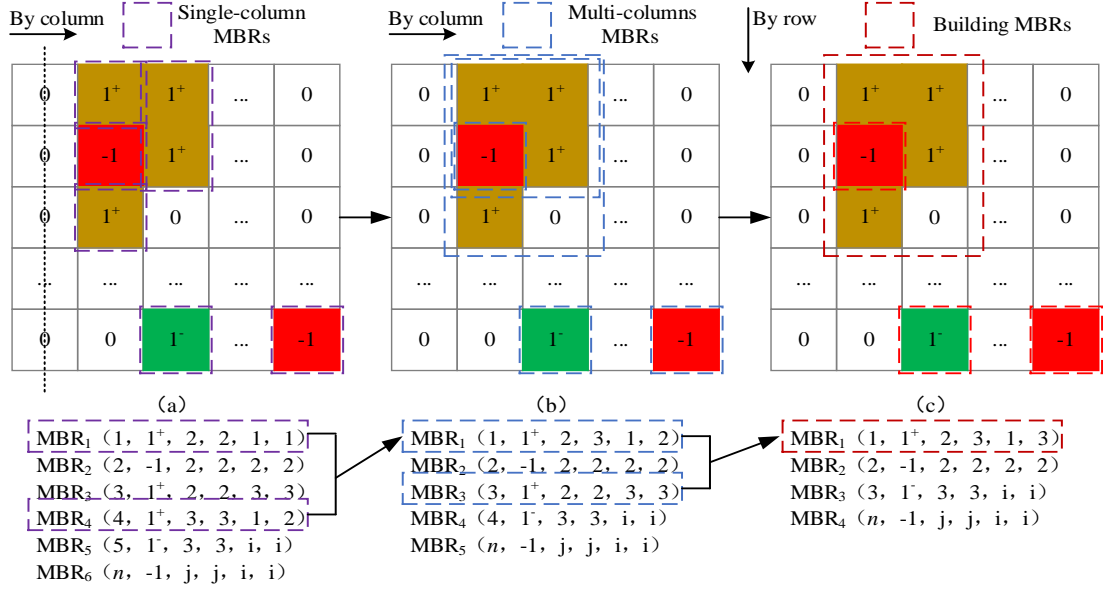 By column
Single-column
MBRs
By column
Multi-columns
MBRs
By row
Building MBRs
0 1⁺ 1⁺ ... 0
0 -1 1⁺ ... 0
0 1⁺ 0 ... 0
... ... ... ... ...
0 0 1⁻ ... -1
0 1⁺ 1⁺ ... 0
0 -1 1⁺ ... 0
0 1⁺ 0 ... 0
... ... ... ... ...
0 0 1⁻ ... -1
0 1⁺ 1⁺ ... 0
0 -1 1⁺ ... 0
0 1⁺ 0 ... 0
... ... ... ... ...
0 0 1⁻ ... -1
（a）
MBR₁（1，1⁺，2，2，1，1）
MBR₂（2，-1，2，2，2，2）
MBR₃（3，1⁺，2，2，3，3）
MBR₄（4，1⁺，3，3，1，2）
MBR₅（5，1⁻，3，3，i，i）
MBR₆（n，-1，j，j，i，i）
（b）
MBR₁（1，1⁺，2，3，1，2）
MBR₂（2，-1，2，2，2，2）
MBR₃（3，1⁺，2，2，3，3）
MBR₄（4，1⁻，3，3，i，i）
MBR₅（n，-1，j，j，i，i）
（c）
MBR₁（1，1⁺，2，3，1，3）
MBR₂（2，-1，2，2，2，2）
MBR₃（3，1⁻，3，3，i，i）
MBR₄（n，-1，j，j，i，i）